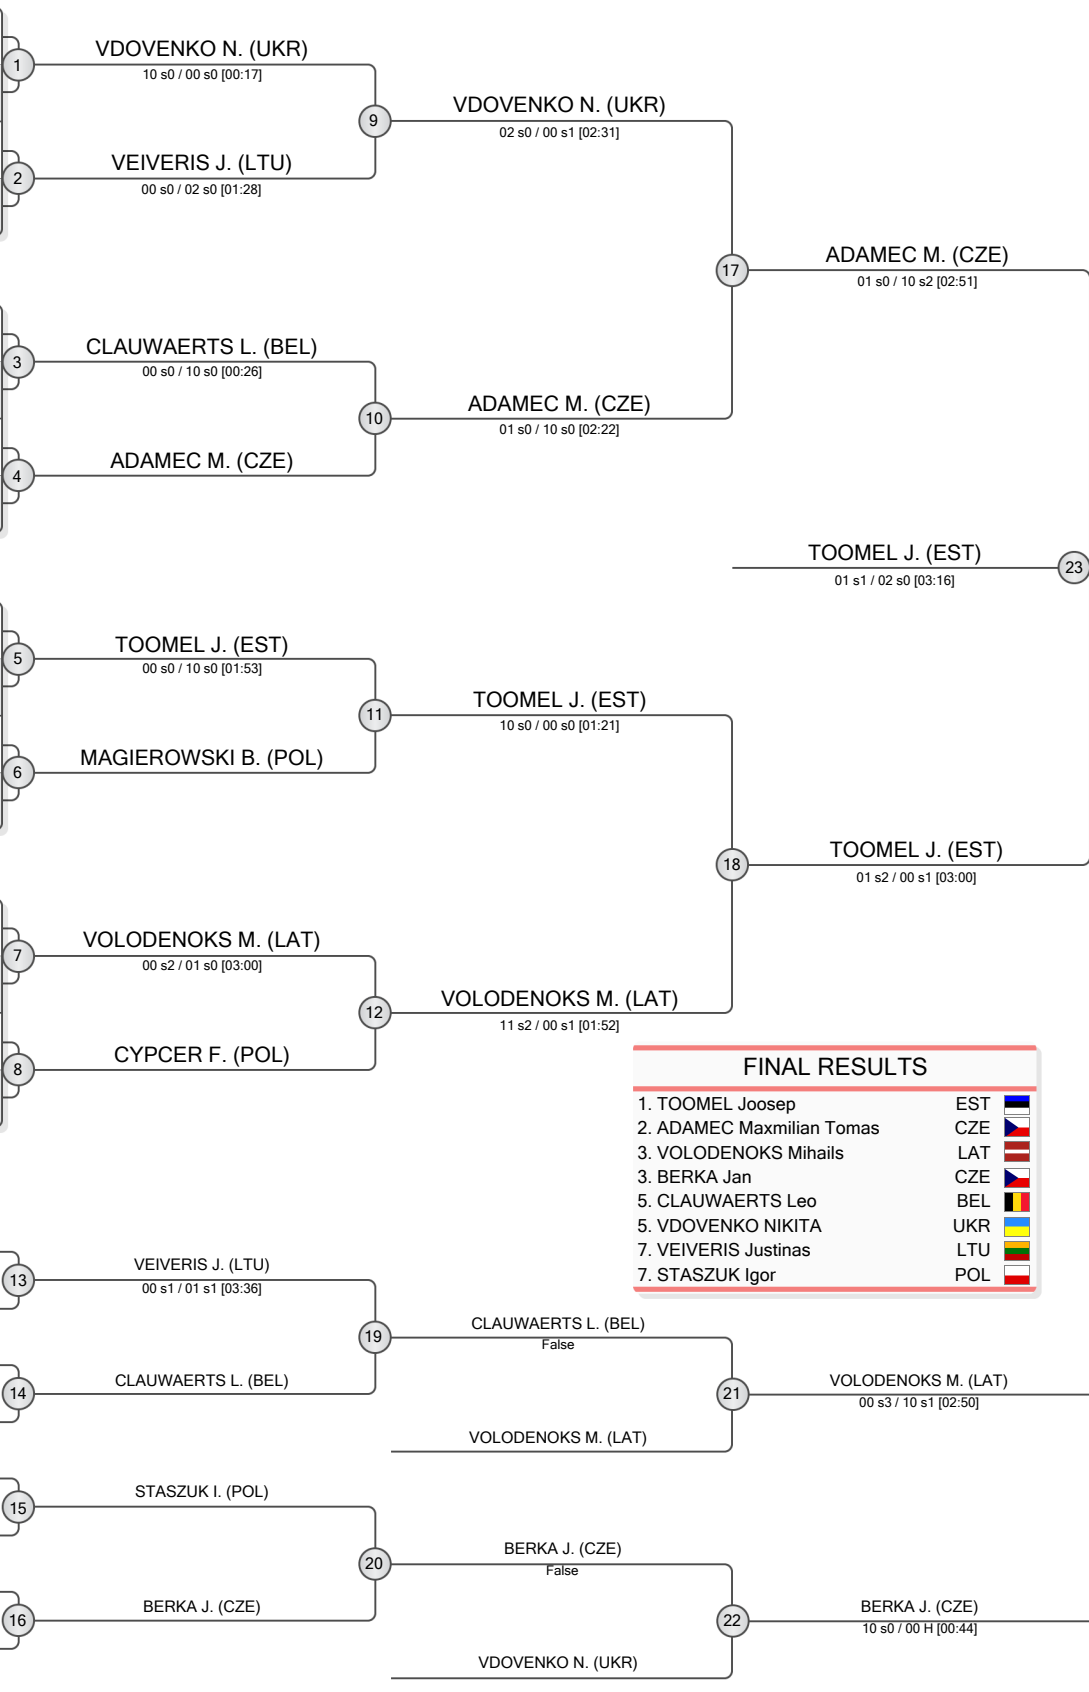 VDOVENKO N. (UKR)
1
10 s0 / 00 s0 [00:17]
VDOVENKO N. (UKR)
9
02 s0 / 00 s1 [02:31]
VEIVERIS J. (LTU)
2
00 s0 / 02 s0 [01:28]
ADAMEC M. (CZE)
17
01 s0 / 10 s2 [02:51]
CLAUWAERTS L. (BEL)
3
00 s0 / 10 s0 [00:26]
ADAMEC M. (CZE)
10
01 s0 / 10 s0 [02:22]
ADAMEC M. (CZE)
4
TOOMEL J. (EST)
23
01 s1 / 02 s0 [03:16]
TOOMEL J. (EST)
5
00 s0 / 10 s0 [01:53]
TOOMEL J. (EST)
11
10 s0 / 00 s0 [01:21]
MAGIEROWSKI B. (POL)
6
TOOMEL J. (EST)
18
01 s2 / 00 s1 [03:00]
VOLODENOKS M. (LAT)
7
00 s2 / 01 s0 [03:00]
VOLODENOKS M. (LAT)
12
11 s2 / 00 s1 [01:52]
CYPCER F. (POL)
8
FINAL RESULTS
1. TOOMEL Joosep EST
2. ADAMEC Maxmilian Tomas CZE
3. VOLODENOKS Mihails LAT
3. BERKA Jan CZE
5. CLAUWAERTS Leo BEL
5. VDOVENKO NIKITA UKR
7. VEIVERIS Justinas LTU
7. STASZUK Igor POL
VEIVERIS J. (LTU)
13
00 s1 / 01 s1 [03:36]
CLAUWAERTS L. (BEL)
19
False
CLAUWAERTS L. (BEL)
14
VOLODENOKS M. (LAT)
21
00 s3 / 10 s1 [02:50]
VOLODENOKS M. (LAT)
STASZUK I. (POL)
15
BERKA J. (CZE)
20
False
BERKA J. (CZE)
16
BERKA J. (CZE)
22
10 s0 / 00 H [00:44]
VDOVENKO N. (UKR)